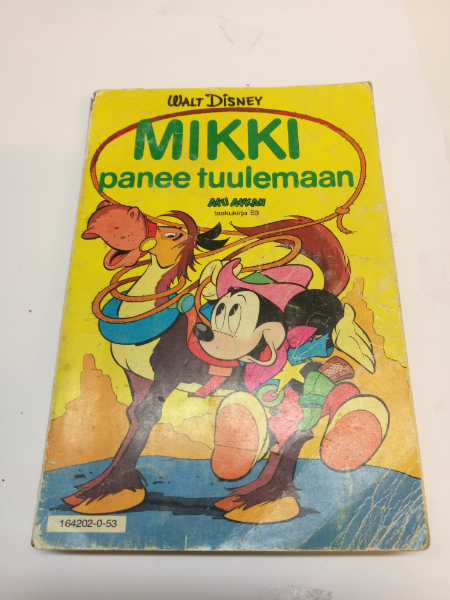 WALT DISNEY
MIKKI
panee tuulemaan
AKU ANKAN
taskukirja 53
164202-0-53